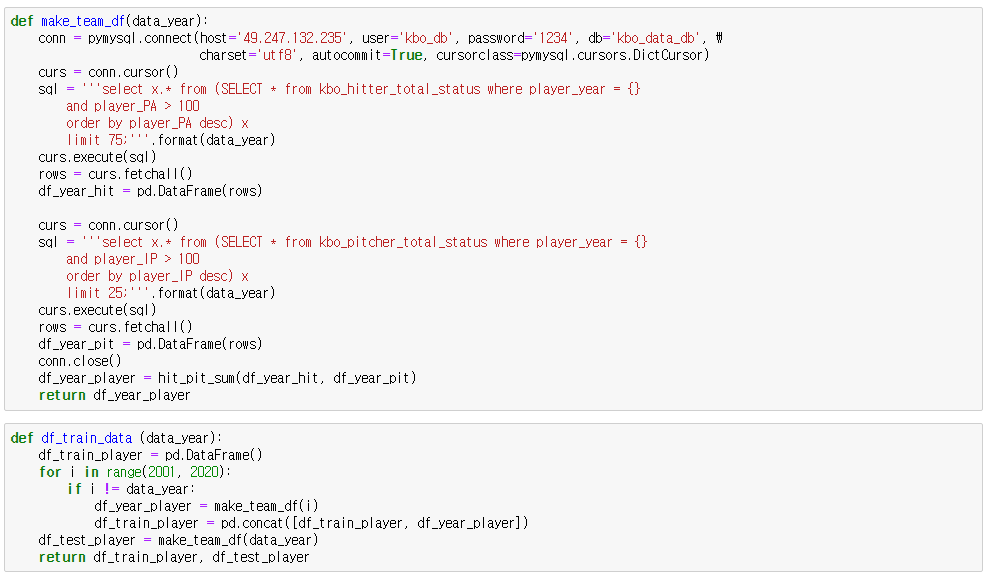 def make_team_df(data_year):
    conn = pymysql.connect(host='49.247.132.235', user='kbo_db', password='1234', db='kbo_data_db', ₩
                           charset='utf8', autocommit=True, cursorclass=pymysql.cursors.DictCursor)
    curs = conn.cursor()
    sql = '''select x.* from (SELECT * from kbo_hitter_total_status where player_year = {}
        and player_PA > 100
        order by player_PA desc) x
        limit 75;'''.format(data_year)
    curs.execute(sql)
    rows = curs.fetchall()
    df_year_hit = pd.DataFrame(rows)

    curs = conn.cursor()
    sql = '''select x.* from (SELECT * from kbo_pitcher_total_status where player_year = {}
        and player_IP > 100
        order by player_IP desc) x
        limit 25;'''.format(data_year)
    curs.execute(sql)
    rows = curs.fetchall()
    df_year_pit = pd.DataFrame(rows)
    conn.close()
    df_year_player = hit_pit_sum(df_year_hit, df_year_pit)
    return df_year_player

def df_train_data (data_year):
    df_train_player = pd.DataFrame()
    for i in range(2001, 2020):
        if i != data_year:
            df_year_player = make_team_df(i)
            df_train_player = pd.concat([df_train_player, df_year_player])
    df_test_player = make_team_df(data_year)
    return df_train_player, df_test_player